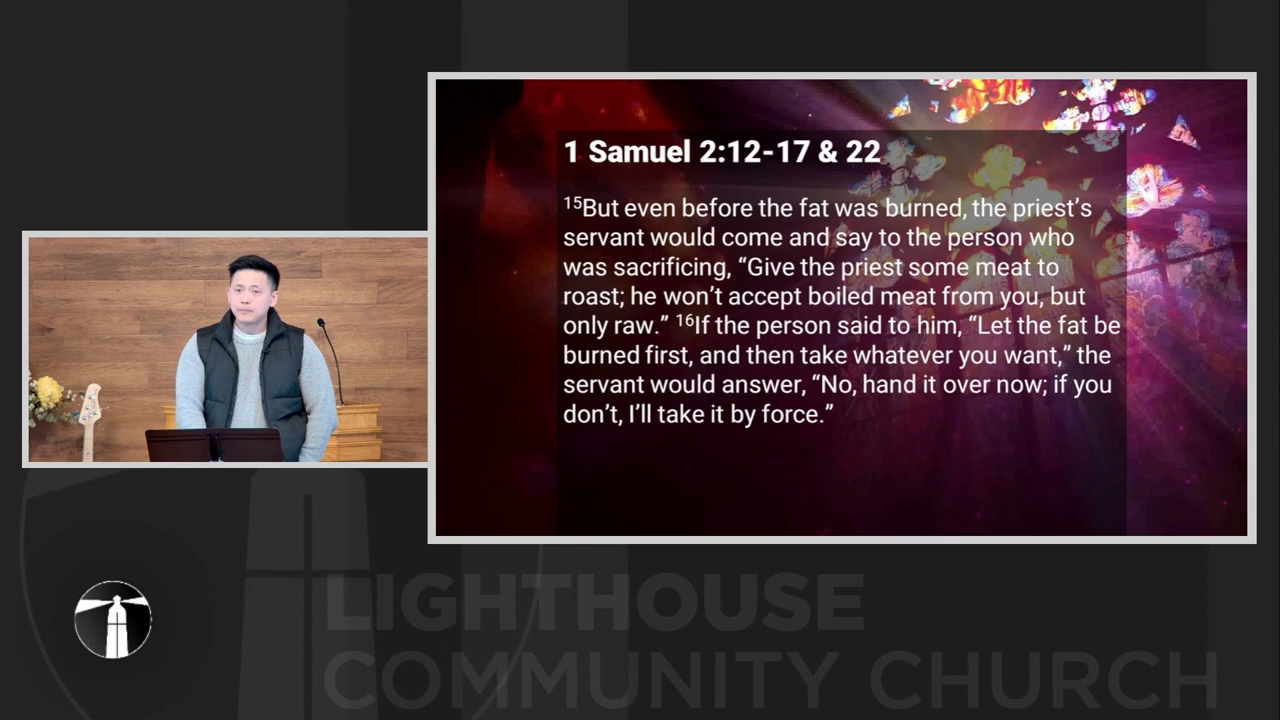 1 Samuel 2:12-17 & 22
¹⁵But even before the fat was burned, the priest’s
servant would come and say to the person who
was sacrificing, “Give the priest some meat to
roast; he won’t accept boiled meat from you, but
only raw.” ¹⁶If the person said to him, “Let the fat be
burned first, and then take whatever you want,” the
servant would answer, “No, hand it over now; if you
don’t, I’ll take it by force.”
LIGHTHOUSE
COMMUNITY CHURCH